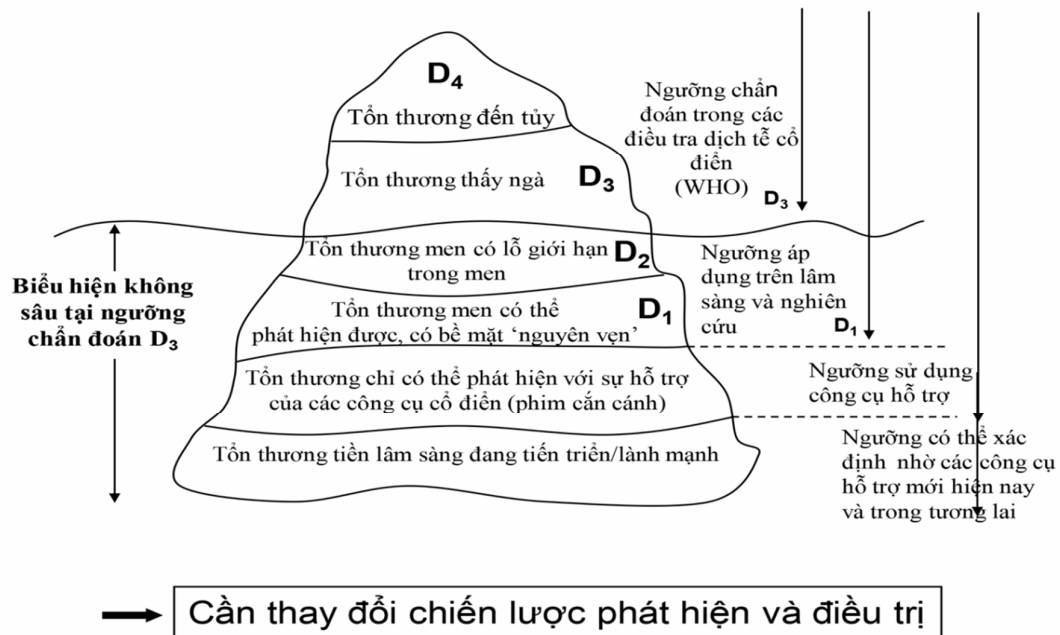 D4
Tổn thương đến tủy
Tổn thương thấy ngà D3
Tổn thương men có lỗ giới hạn D2
trong men
Tổn thương men có thể D1
phát hiện được, có bề mặt ‘nguyên vẹn’
Tổn thương chỉ có thể phát hiện với sự hỗ trợ
của các công cụ cổ điển (phim cắn cánh)
Tổn thương tiền lâm sàng đang tiến triển/lành mạnh
Biểu hiện không
sâu tại ngưỡng
chẩn đoán D3
Ngưỡng chẩn
đoán trong các
điều tra dịch tễ cổ
điển
(WHO) D3
Ngưỡng áp
dụng trên lâm
sàng và nghiên
cứu D1
Ngưỡng sử dụng
công cụ hỗ trợ
Ngưỡng có thể xác
định nhờ các công cụ
hỗ trợ mới hiện nay
và trong tương lai
Cần thay đổi chiến lược phát hiện và điều trị